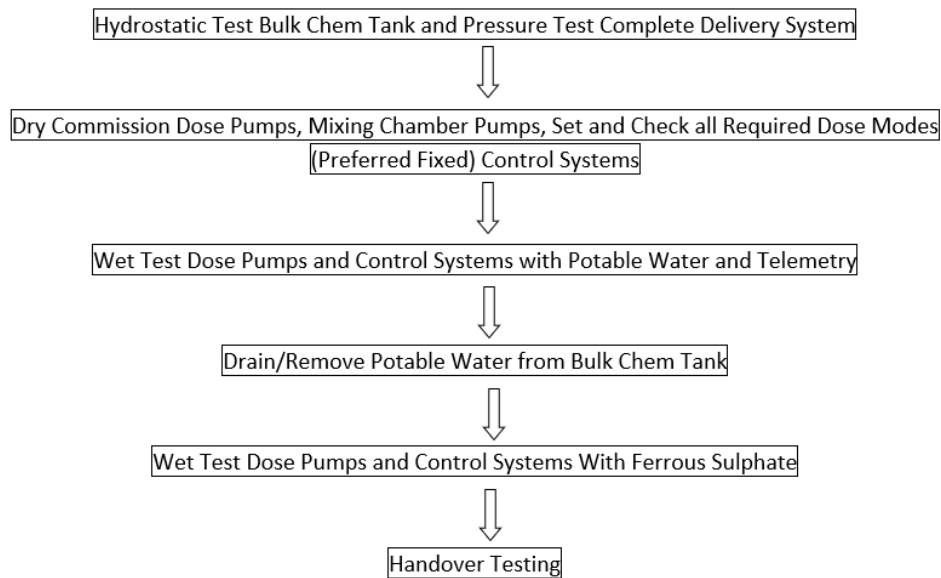 Hydrostatic Test Bulk Chem Tank and Pressure Test Complete Delivery System
Dry Commission Dose Pumps, Mixing Chamber Pumps, Set and Check all Required Dose Modes
(Preferred Fixed) Control Systems
Wet Test Dose Pumps and Control Systems with Potable Water and Telemetry
Drain/Remove Potable Water from Bulk Chem Tank
Wet Test Dose Pumps and Control Systems With Ferrous Sulphate
Handover Testing